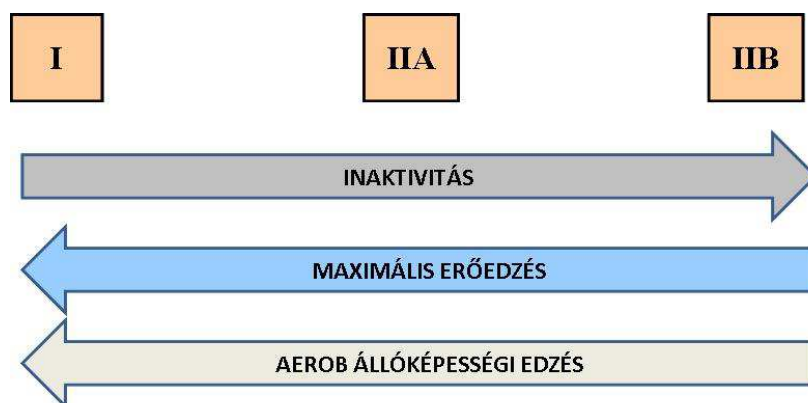 I IIA IIB
INAKTIVITÁS
MAXIMÁLIS ERŐEDZÉS
AEROB ÁLLÓKÉPESSÉGI EDZÉS